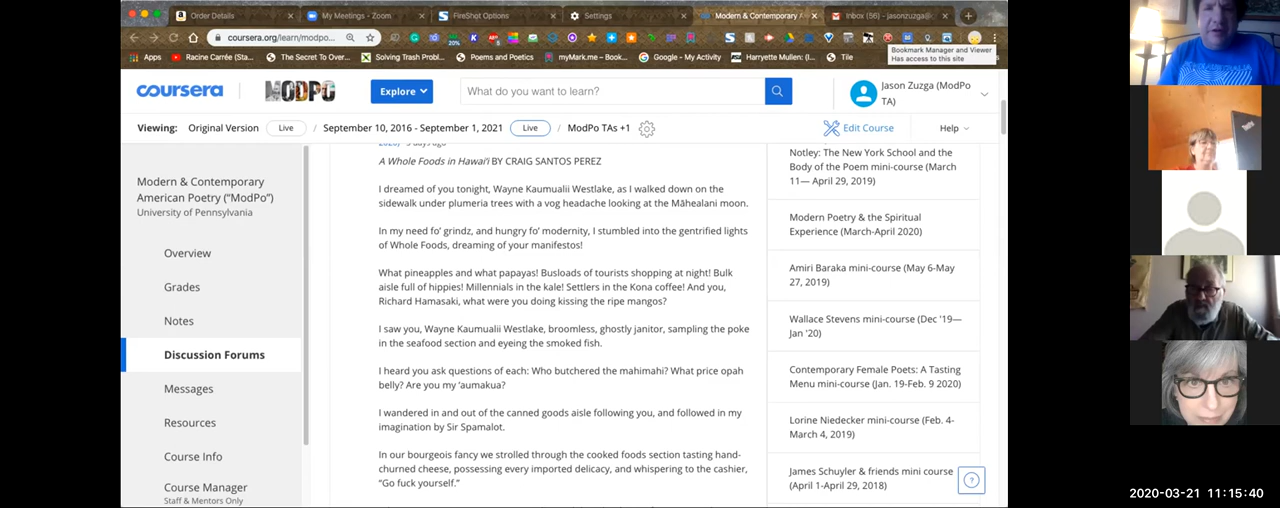 Order Details
My Meetings - Zoom
FireShot Options
Settings
Modern & Contemporary A
Inbox (56) - jasonzuzga@
coursera.org/learn/modpo...
Bookmark Manager and Viewer
Has access to this site
Apps
Racine Carrée (Sta...
The Secret To Over...
Solving Trash Probl...
Poems and Poetics
myMark.me – Book...
Google - My Activity
Harryette Mullen: (I...
Tile
coursera
MODPO
Explore
What do you want to learn?
Jason Zuzga (ModPo
TA)
Viewing:
Original Version
Live
/ September 10, 2016 - September 1, 2021
Live
/ ModPo TAs +1
Edit Course
Help
Modern & Contemporary
American Poetry ("ModPo")
University of Pennsylvania
Overview
Grades
Notes
Discussion Forums
Messages
Resources
Course Info
Course Manager
Staff & Mentors Only
A Whole Foods in Hawai'i BY CRAIG SANTOS PEREZ
I dreamed of you tonight, Wayne Kaumualii Westlake, as I walked down on the
sidewalk under plumeria trees with a vog headache looking at the Māhealani moon.
In my need fo' grindz, and hungry fo' modernity, I stumbled into the gentrified lights
of Whole Foods, dreaming of your manifestos!
What pineapples and what papayas! Busloads of tourists shopping at night! Bulk
aisle full of hippies! Millennials in the kale! Settlers in the Kona coffee! And you,
Richard Hamasaki, what were you doing kissing the ripe mangos?
I saw you, Wayne Kaumualii Westlake, broomless, ghostly janitor, sampling the poke
in the seafood section and eyeing the smoked fish.
I heard you ask questions of each: Who butchered the mahimahi? What price opah
belly? Are you my 'aumakua?
I wandered in and out of the canned goods aisle following you, and followed in my
imagination by Sir Spamalot.
In our bourgeois fancy we strolled through the cooked foods section tasting hand-
churned cheese, possessing every imported delicacy, and whispering to the cashier,
"Go fuck yourself."
Notley: The New York School and the
Body of the Poem mini-course (March
11— April 29, 2019)
Modern Poetry & the Spiritual
Experience (March-April 2020)
Amiri Baraka mini-course (May 6-May
27, 2019)
Wallace Stevens mini-course (Dec '19—
Jan '20)
Contemporary Female Poets: A Tasting
Menu mini-course (Jan. 19-Feb. 9 2020)
Lorine Niedecker mini-course (Feb. 4-
March 4, 2019)
James Schuyler & friends mini course
(April 1-April 29, 2018)
2020-03-21 11:15:40